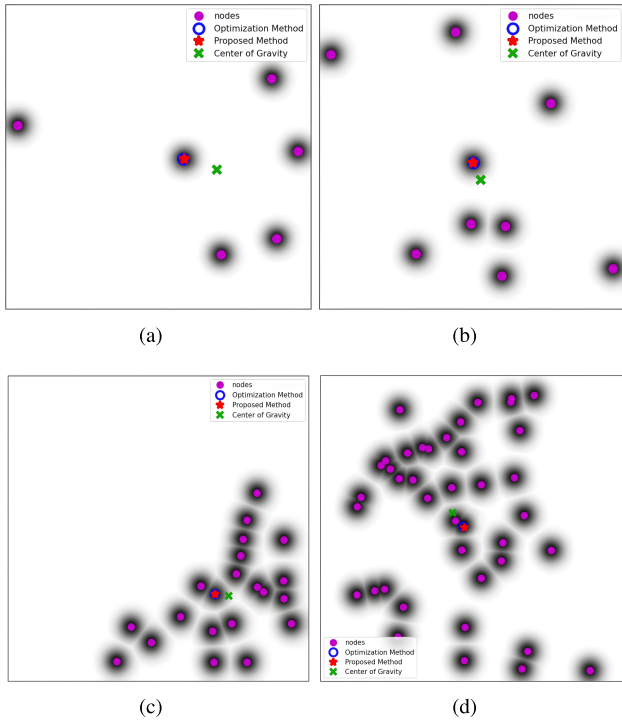 nodes
Optimization Method
Proposed Method
Center of Gravity
nodes
Optimization Method
Proposed Method
Center of Gravity
(a)
(b)
nodes
Optimization Method
Proposed Method
Center of Gravity
nodes
Optimization Method
Proposed Method
Center of Gravity
(c)
(d)